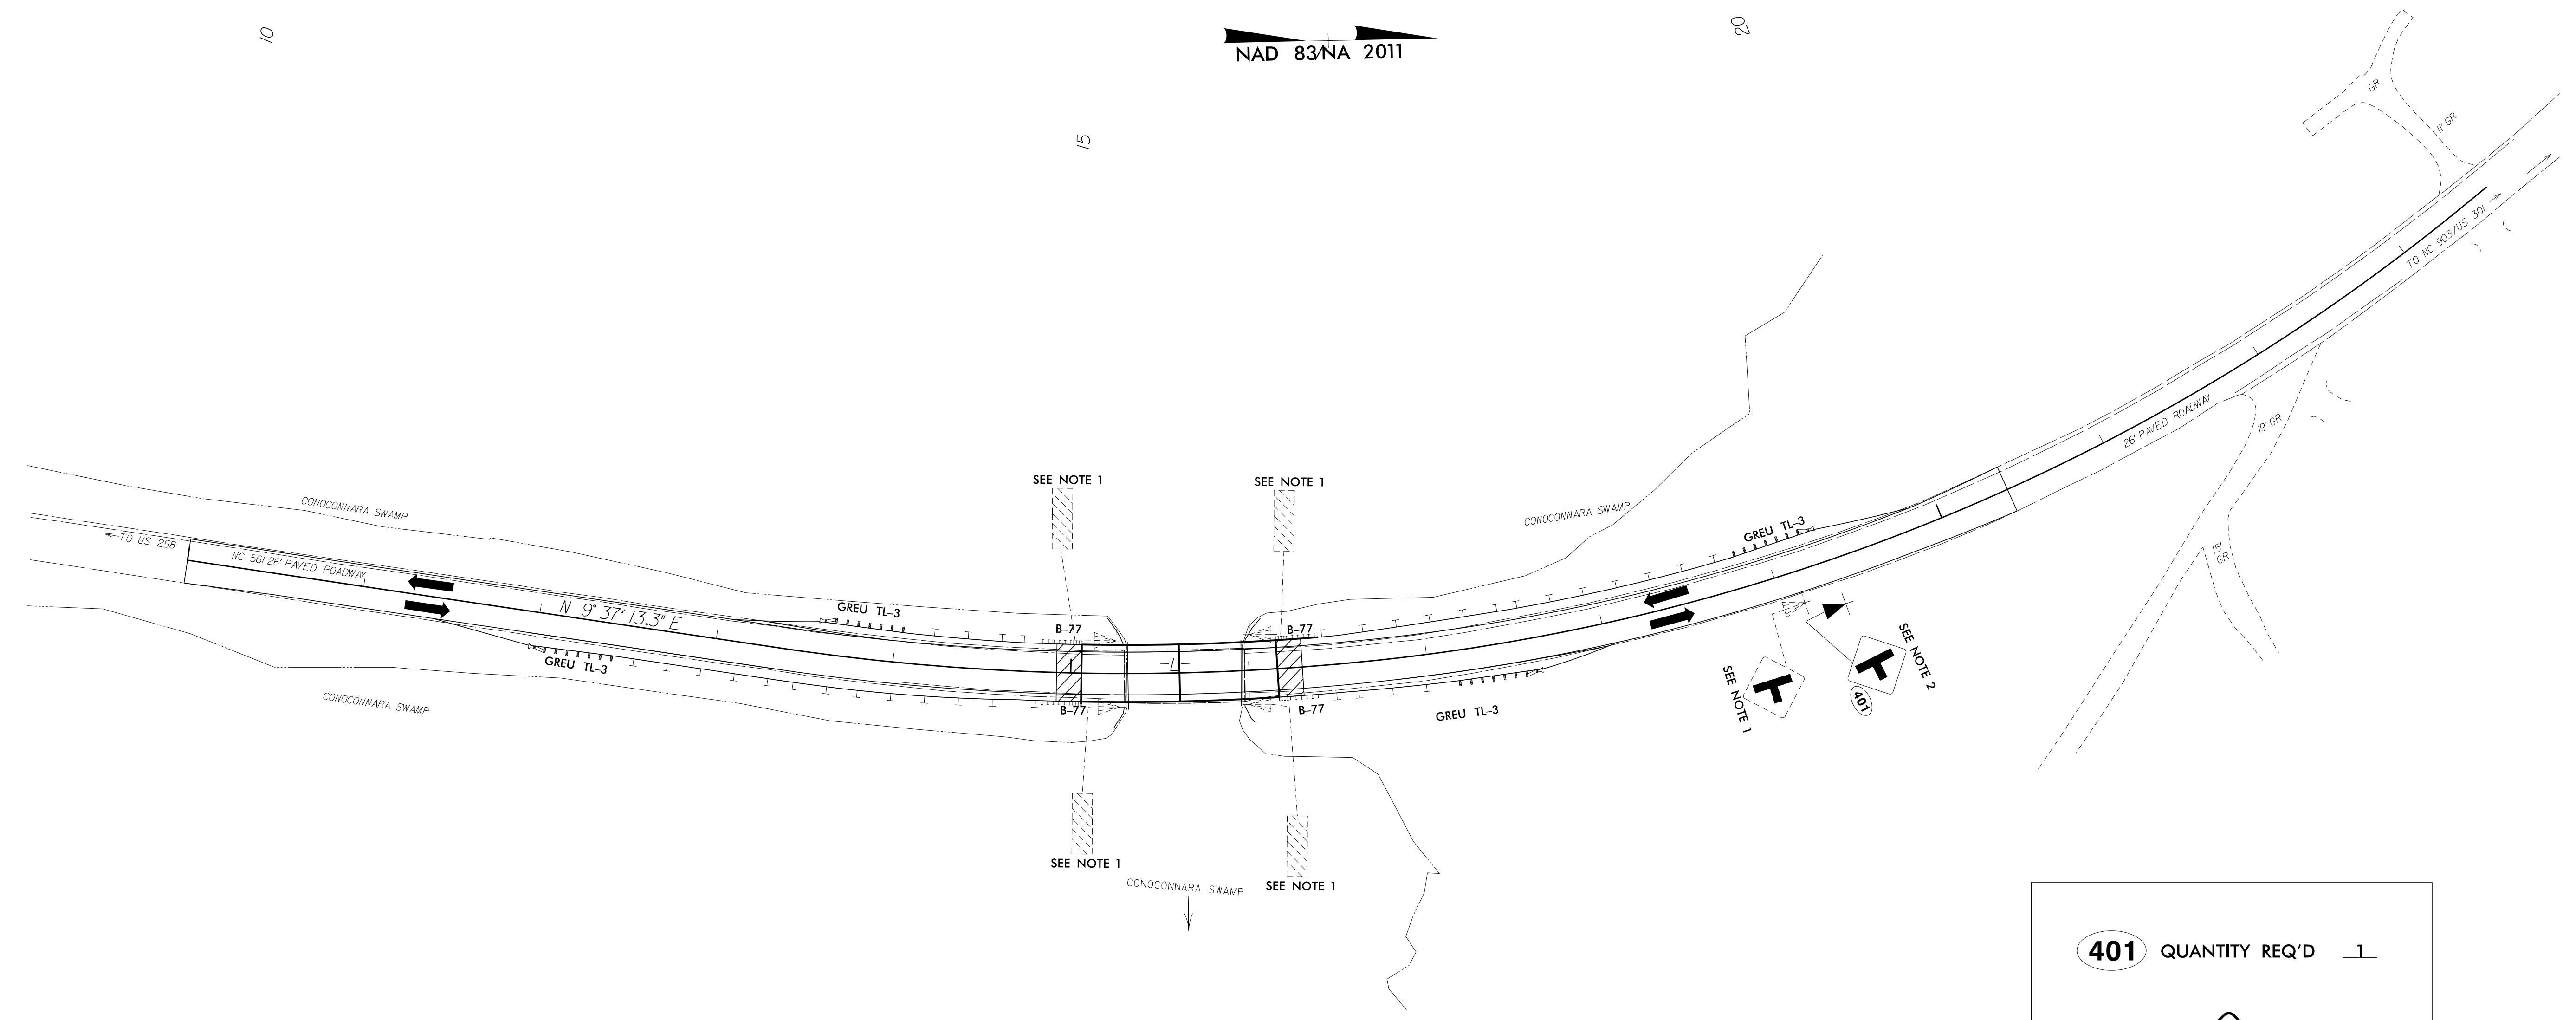 10
NAD 83/NA 2011
20
15
GR
11' GR
TO NC 903/US 301
26' PAVED ROADWAY
19' GR
15'
GR
SEE NOTE 1
SEE NOTE 1
CONOCONNARA SWAMP
CONOCONNARA SWAMP
GREU TL-3
TO US 258
NC 561 26' PAVED ROADWAY
N 9° 37' 13.3" E
GREU TL-3
B-77
B-77
-L-
GREU TL-3
SEE NOTE 2
SEE NOTE 1
401
CONOCONNARA SWAMP
B-77
B-77
GREU TL-3
SEE NOTE 1
SEE NOTE 1
CONOCONNARA SWAMP
401 QUANTITY REQ'D 1